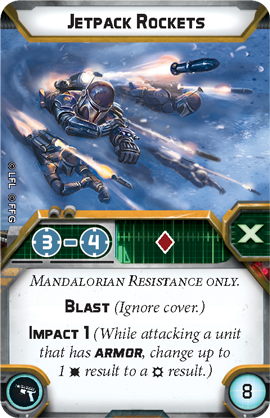 JETPACK ROCKETS
©LFL ©FFG
3 – 4
X
MANDALORIAN RESISTANCE ONLY.
BLAST (Ignore cover.)
IMPACT 1 (While attacking a unit
that has ARMOR, change up to
1 result to a result.)
8